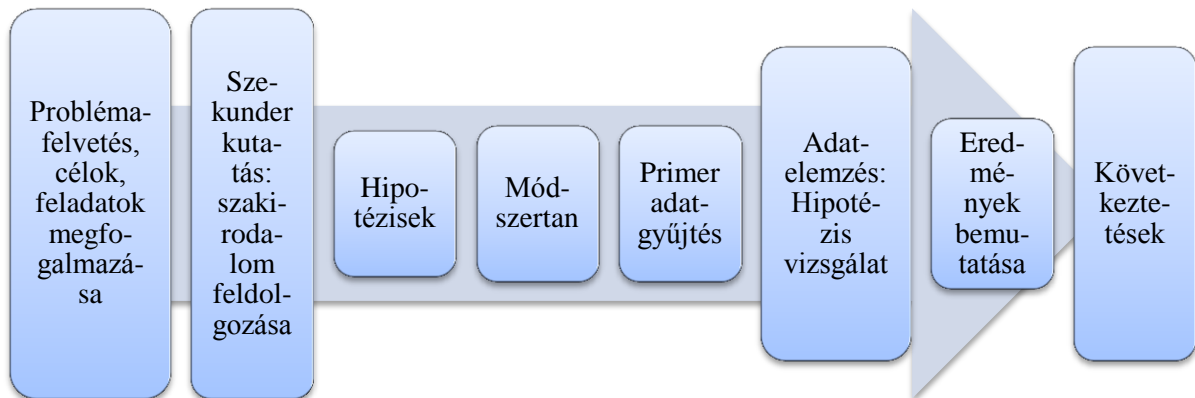 Probléma-
felvetés,
célok,
feladatok
megfo-
galmazá-
sa
Sze-
kunder
kuta-
tás:
szaki-
roda-
lom
feldol-
gozása
Hipo-
tézisek
Mód-
szertan
Primer
adat-
gyűjtés
Adat-
elemzés:
Hipoté-
zis
vizsgálat
Ered-
mé-
nyek
bemu-
tatása
Követ-
keztе-
tések